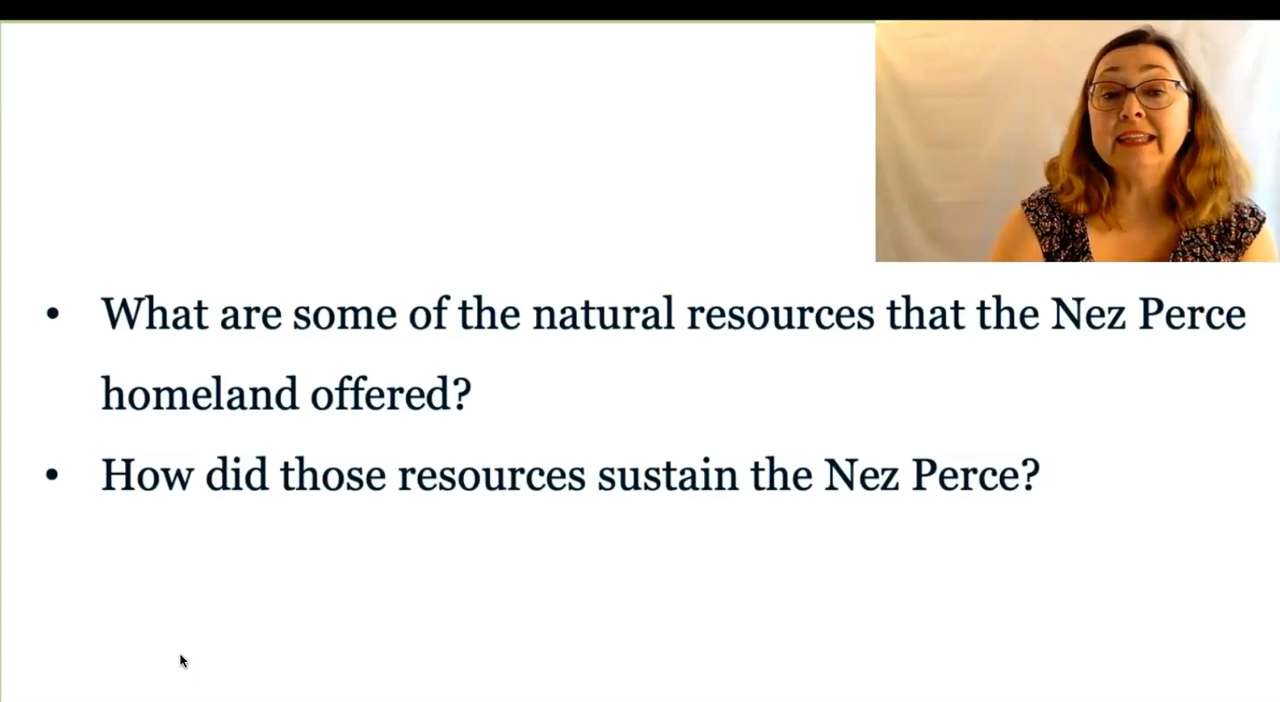 • What are some of the natural resources that the Nez Perce
homeland offered?
• How did those resources sustain the Nez Perce?